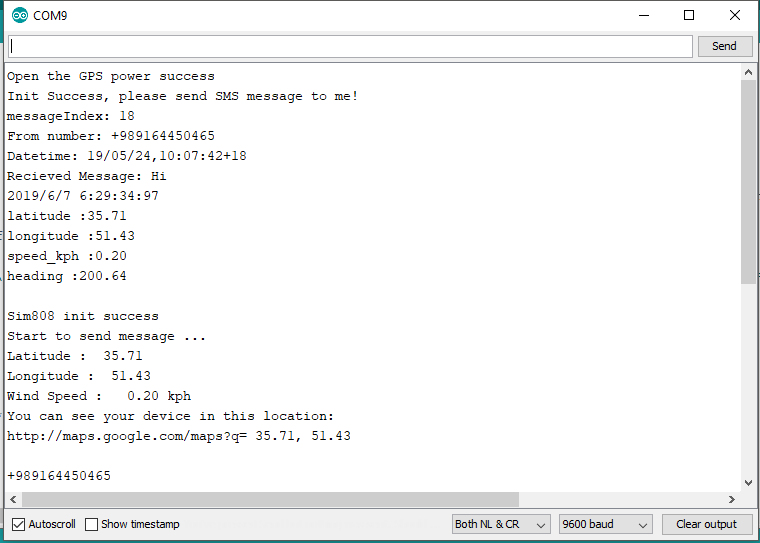 COM9
Send
Open the GPS power success
Init Success, please send SMS message to me!
messageIndex: 18
From number: +989164450465
Datetime: 19/05/24,10:07:42+18
Recieved Message: Hi
2019/6/7 6:29:34:97
latitude :35.71
longitude :51.43
speed_kph :0.20
heading :200.64
Sim808 init success
Start to send message ...
Latitude :  35.71
Longitude :  51.43
Wind Speed :   0.20 kph
You can see your device in this location:
http://maps.google.com/maps?q= 35.71, 51.43
+989164450465
Autoscroll Show timestamp Both NL & CR 9600 baud Clear output